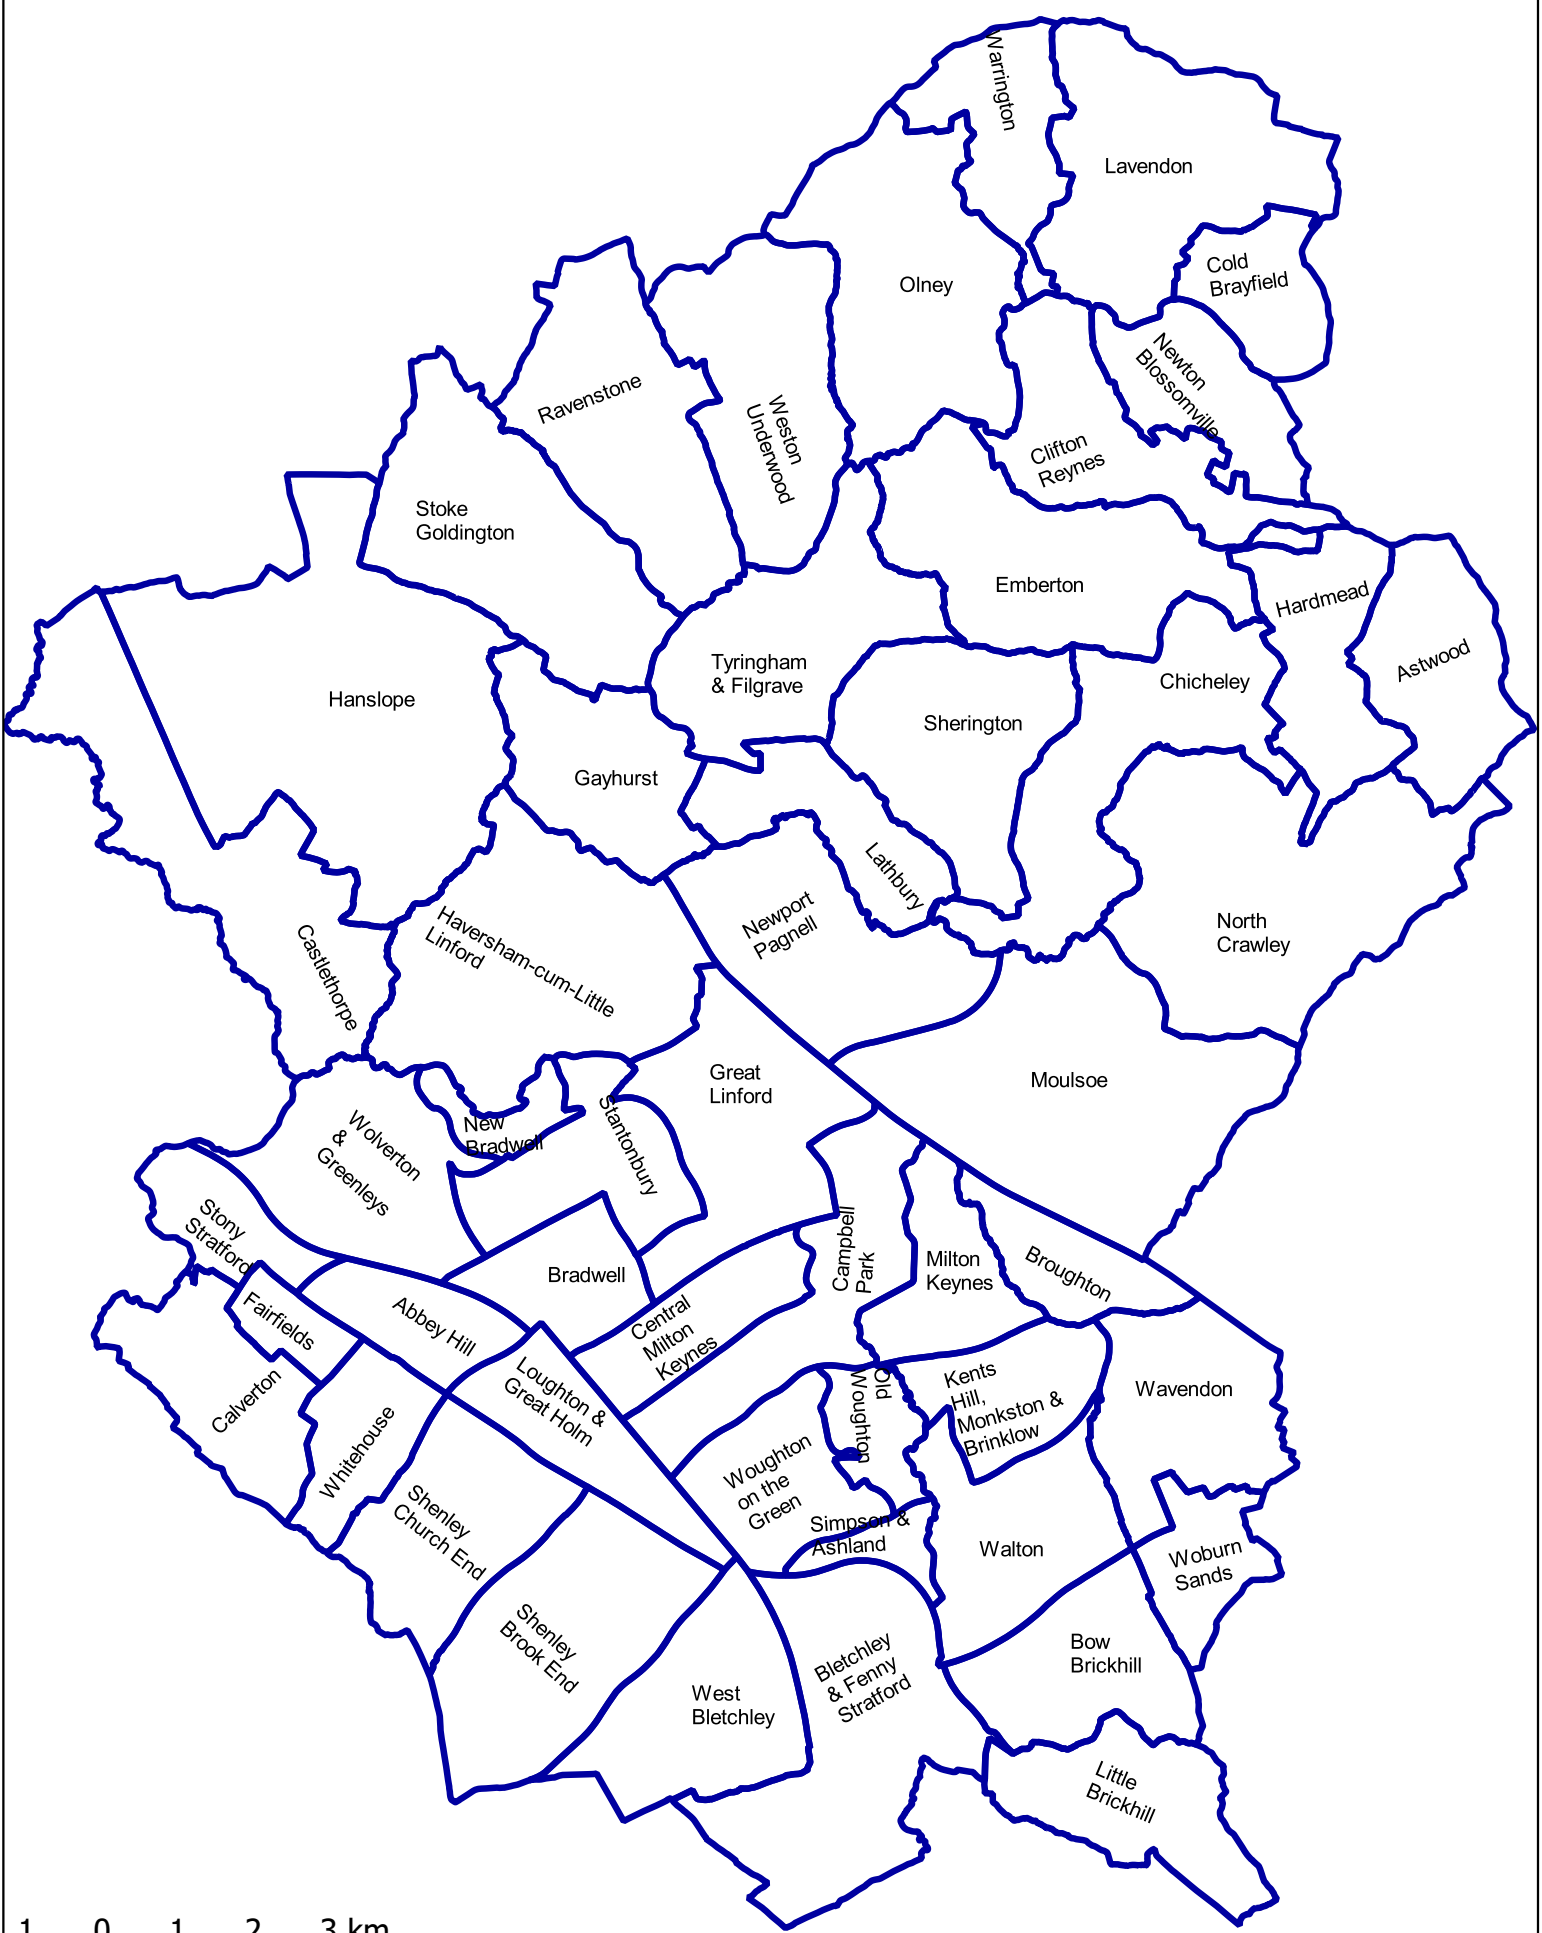 Warrington
Lavendon
Cold
Brayfield
Olney
Newton
Blossomville
Ravenstone
Weston
Underwood
Clifton
Reynes
Stoke
Goldington
Emberton
Hardmead
Astwood
Tyringham
& Filgrave
Chicheley
Hanslope
Sherington
Gayhurst
Lathbury
Newport
Pagnell
North
Crawley
Haversham-cum-Little
Linford
Castlethorpe
Great
Linford
Moulsoe
New
Bradwell
Stantonbury
Wolverton
&
Greenleys
Stony
Stratford
Campbell
Park
Milton
Keynes
Broughton
Bradwell
Fairfields
Abbey Hill
Central
Milton
Keynes
Loughton &
Great Holm
Old
Woughton
Kents
Hill,
Monkston &
Brinklow
Wavendon
Calverton
Whitehouse
Woughton
on the
Green
Shenley
Church End
Simpson &
Ashland
Walton
Woburn
Sands
Shenley
Brook End
Bletchley
& Fenny
Stratford
Bow
Brickhill
West
Bletchley
Little
Brickhill
1 0 1 2 3 km